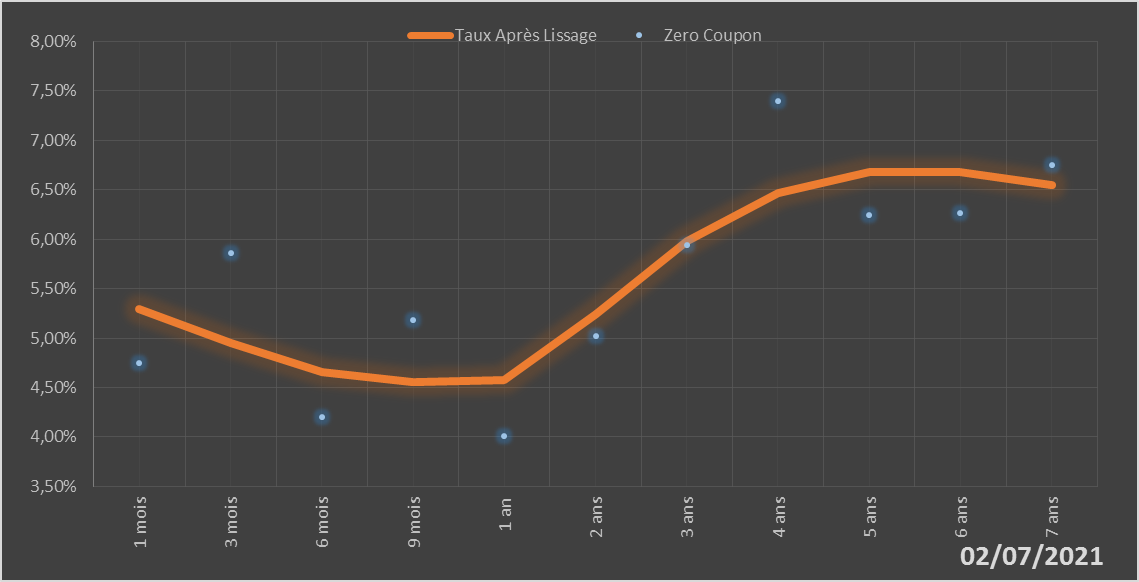 Taux Après Lissage
Zero Coupon
8,00%
7,50%
7,00%
6,50%
6,00%
5,50%
5,00%
4,50%
4,00%
3,50%
1 mois
3 mois
6 mois
9 mois
1 an
2 ans
3 ans
4 ans
5 ans
6 ans
7 ans
02/07/2021